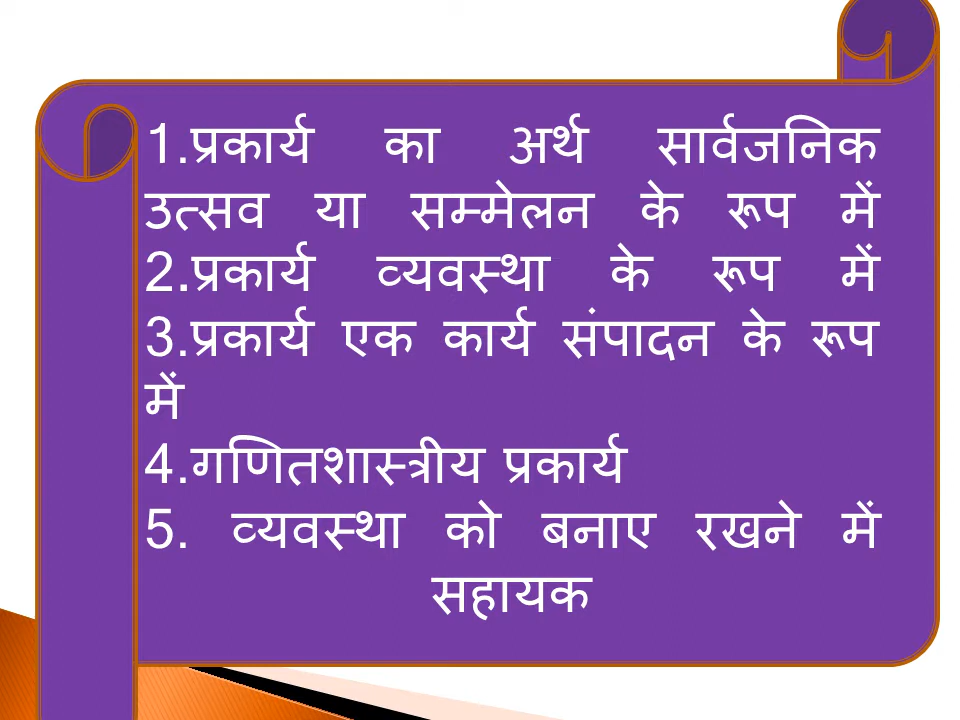 1.प्रकार्य का अर्थ सार्वजनिक
उत्सव या सम्मेलन के रूप में
2.प्रकार्य व्यवस्था के रूप में
3.प्रकार्य एक कार्य संपादन के रूप
में
4.गणितशास्त्रीय प्रकार्य
5. व्यवस्था को बनाए रखने में
सहायक